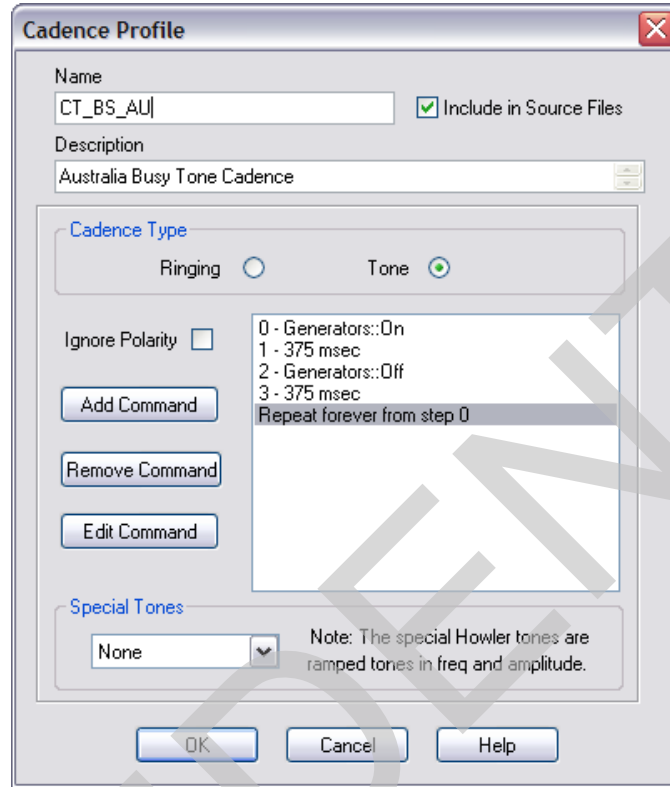 Cadence Profile
Name
CT_BS_AU
Include in Source Files
Description
Australia Busy Tone Cadence
Cadence Type
Ringing
Tone
Ignore Polarity
0 - Generators::On
1 - 375 msec
2 - Generators::Off
3 - 375 msec
Repeat forever from step 0
Add Command
Remove Command
Edit Command
Special Tones
None
Note: The special Howler tones are
ramped tones in freq and amplitude.
OK
Cancel
Help